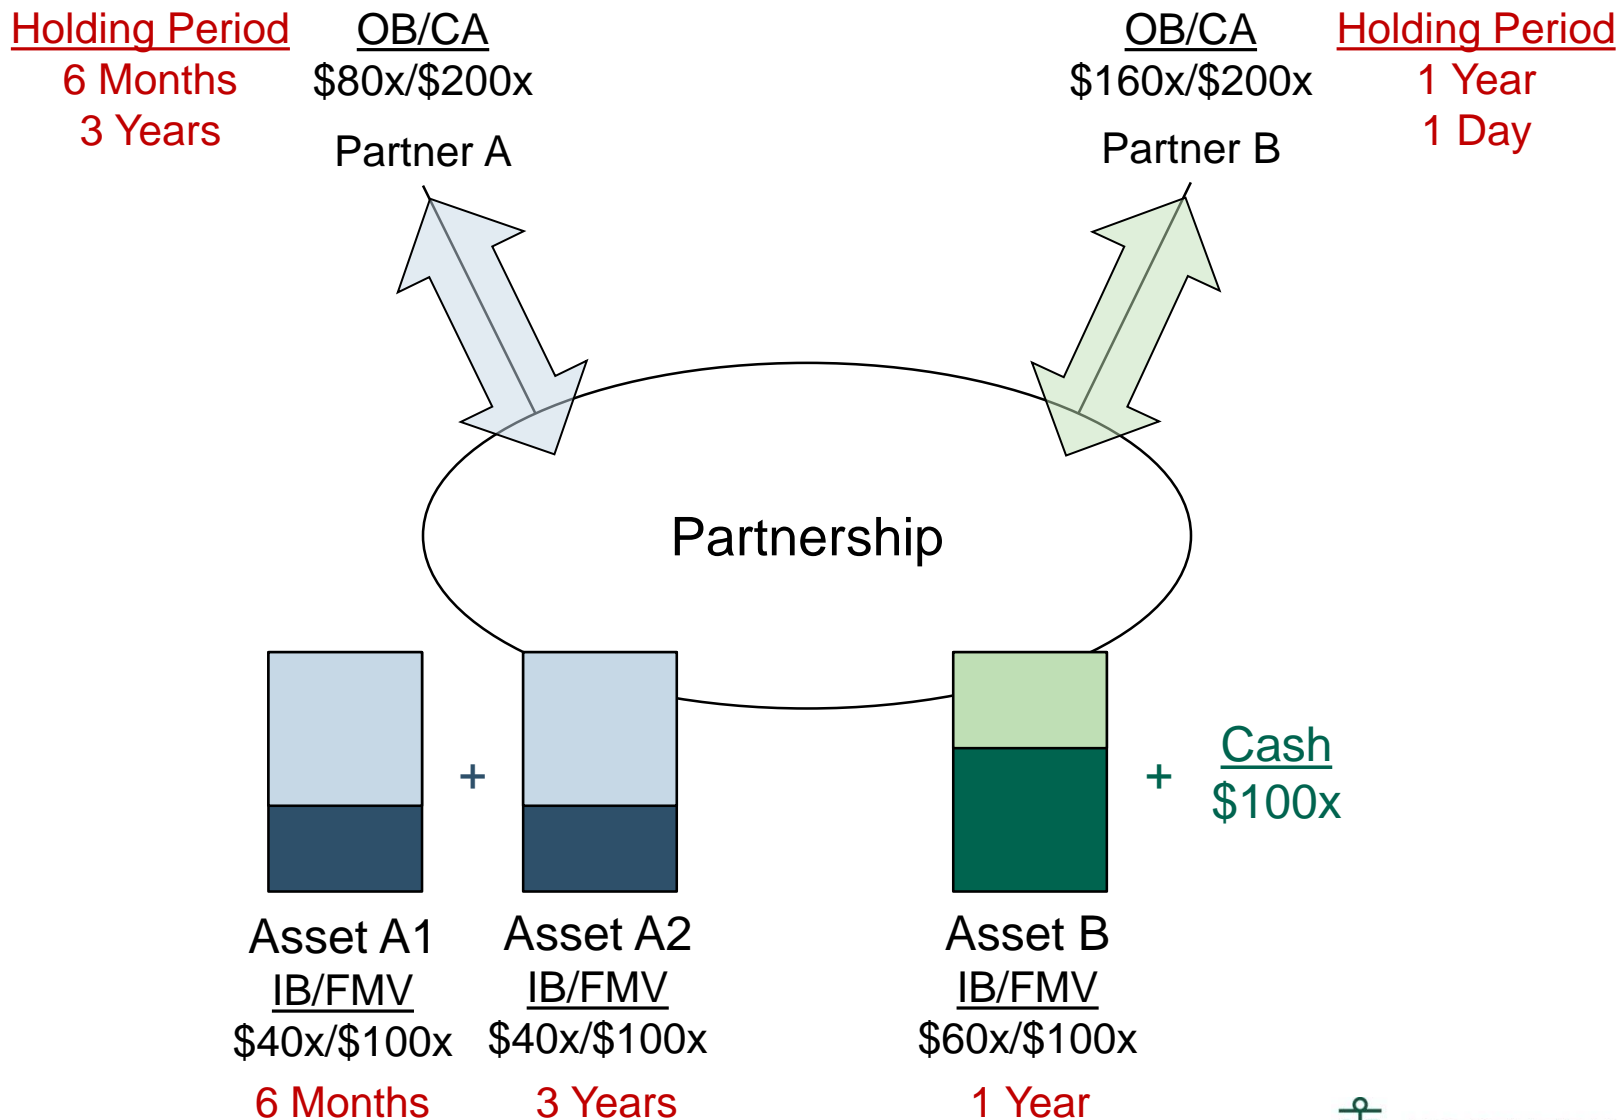 Holding Period
6 Months
3 Years
OB/CA
$80x/$200x
Partner A
OB/CA
$160x/$200x
Partner B
Holding Period
1 Year
1 Day
Partnership
+
+
Cash
$100x
Asset A1
IB/FMV
$40x/$100x
6 Months
Asset A2
IB/FMV
$40x/$100x
3 Years
Asset B
IB/FMV
$60x/$100x
1 Year